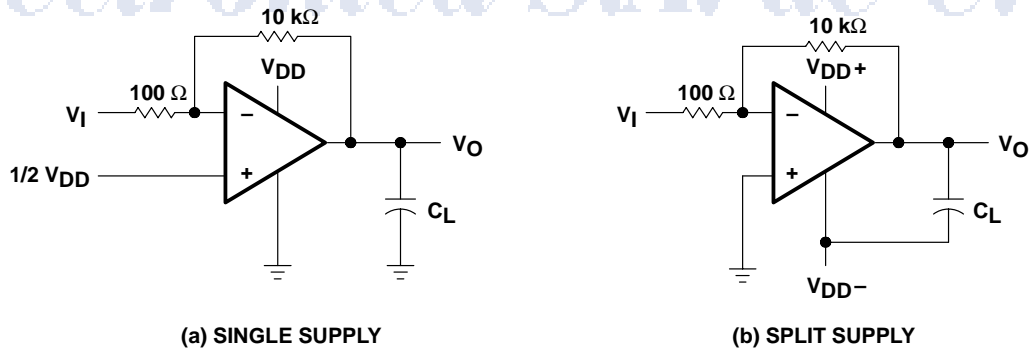 10 kΩ
VDD
100 Ω
VI
−
+
1/2 VDD
VO
CL
(a) SINGLE SUPPLY
10 kΩ
VDD+
100 Ω
VI
−
+
VO
CL
VDD−
(b) SPLIT SUPPLY